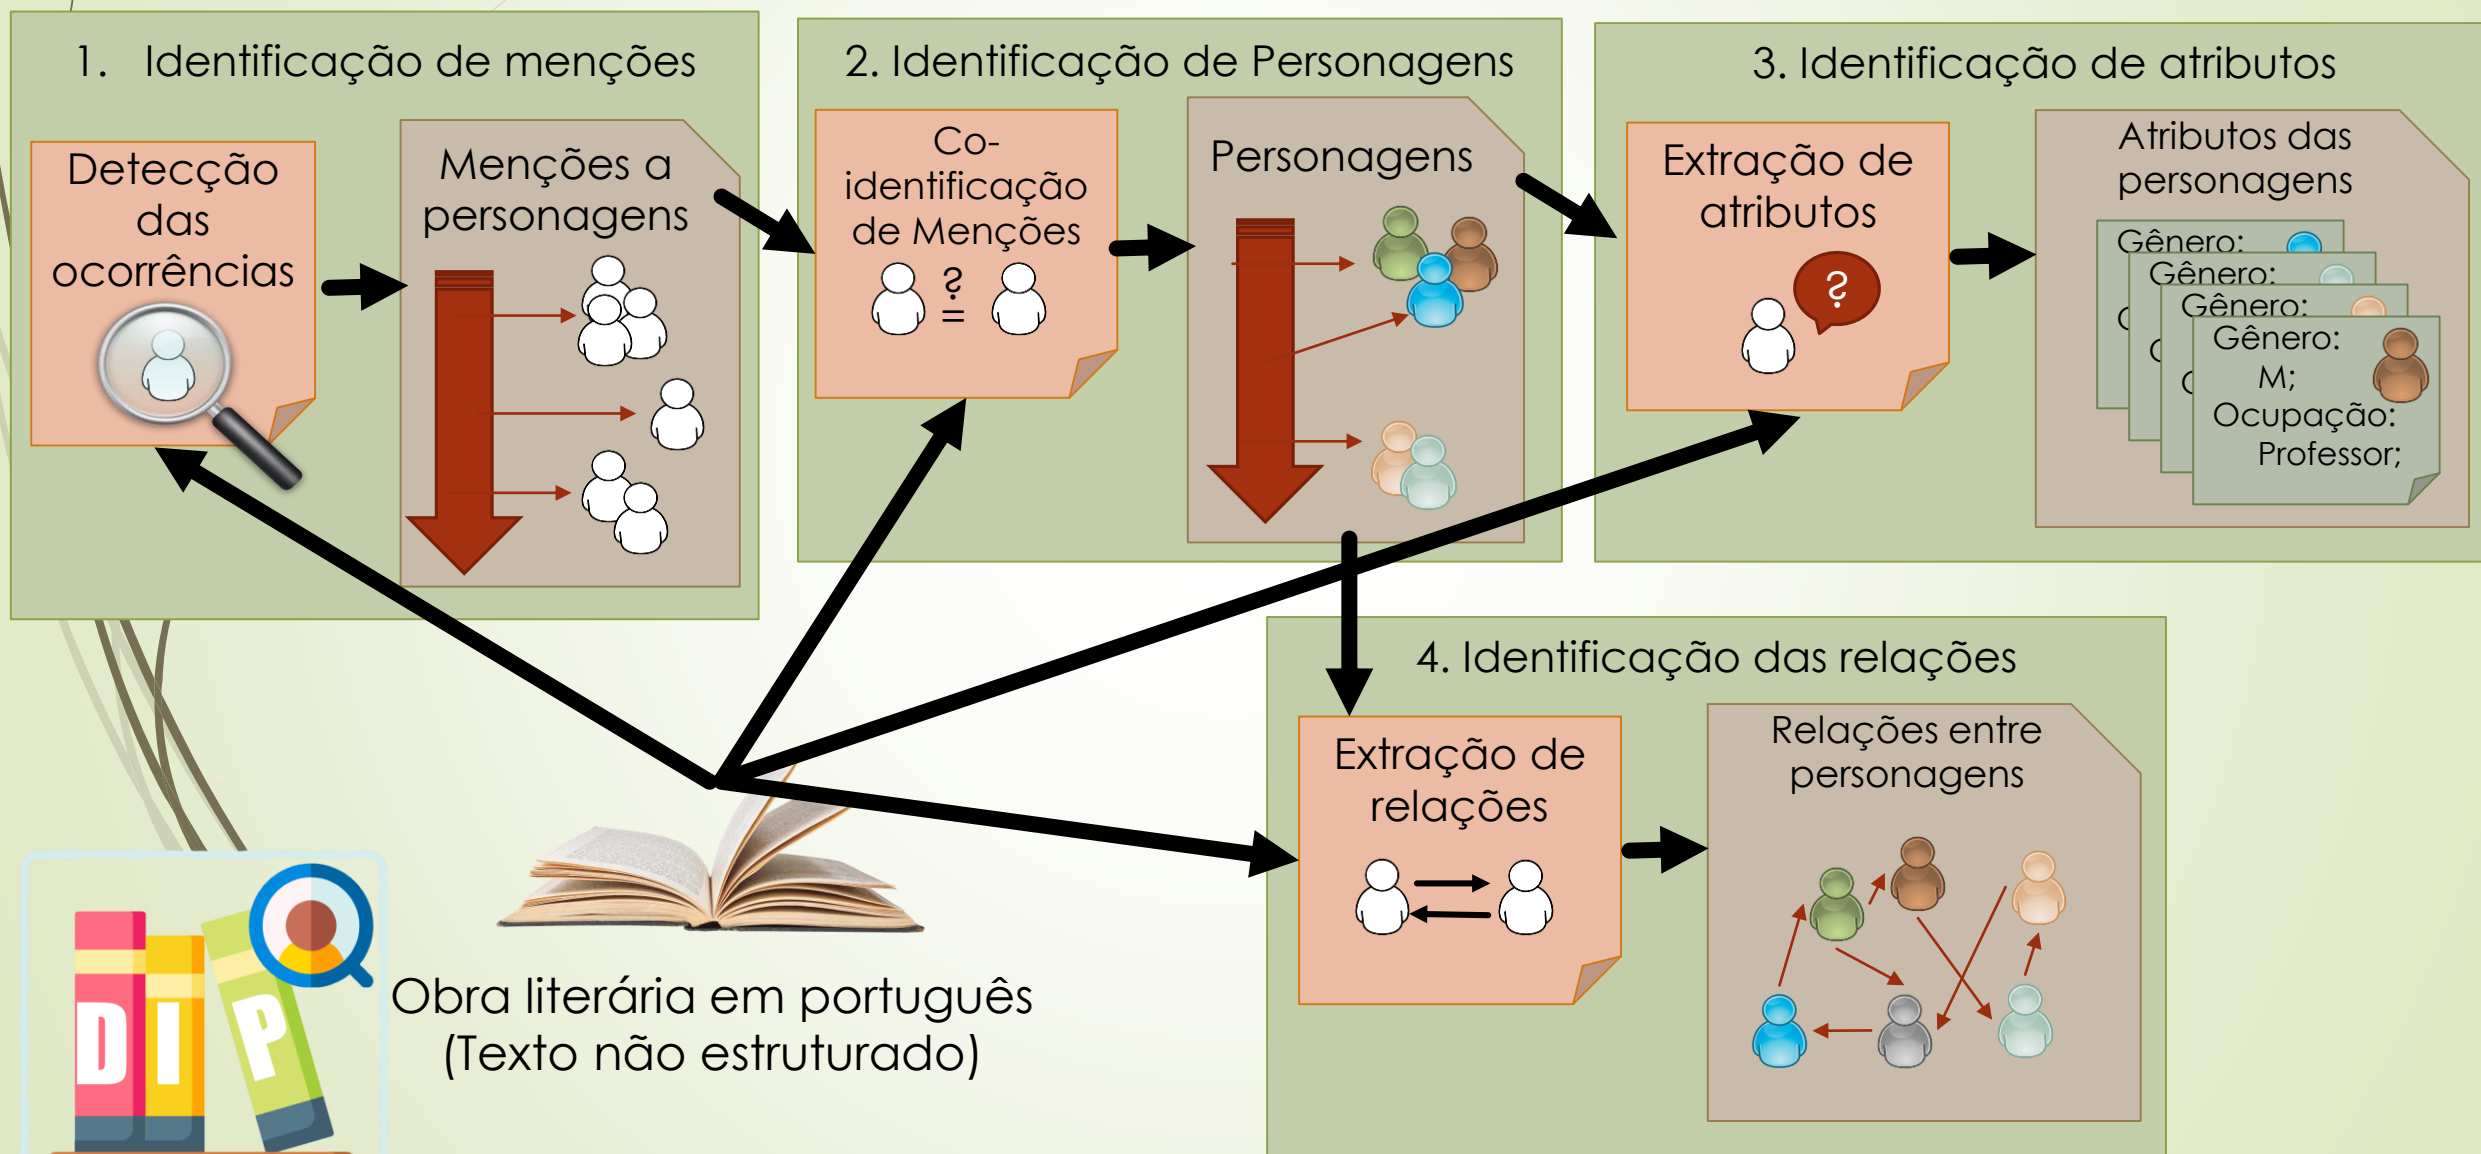 1. Identificação de menções
Detecção
das
ocorrências
Menções a
personagens
2. Identificação de Personagens
Co-
identificação
de Menções
?
=
Personagens
3. Identificação de atributos
Extração de
atributos
?
Atributos das
personagens
Gênero:
Gênero:
Gênero:
Gênero:
M;
Ocupação:
Professor;
4. Identificação das relações
Extração de
relações
Relações entre
personagens
Obra literária em português
(Texto não estruturado)
DIP